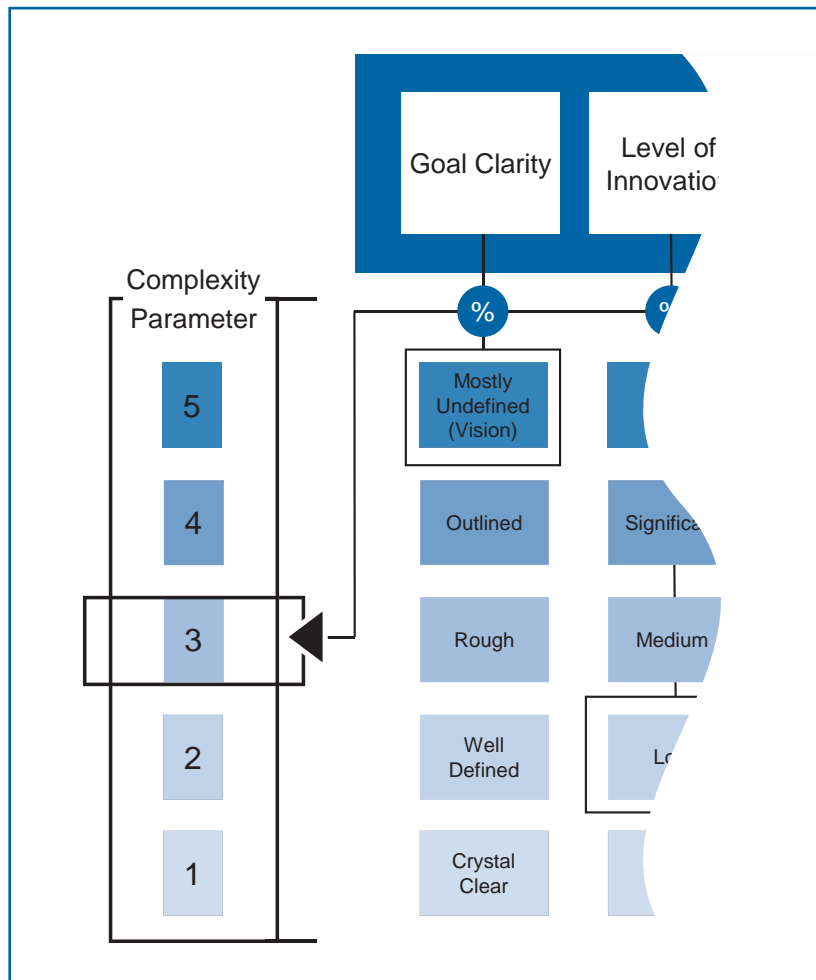 Goal Clarity
Level of
Complexity
Parameter
%
5
Mostly
Undefined
(Vision)
4
Outlined
3
Rough
Medium
2
Well
Defined
1
Crystal
Clear